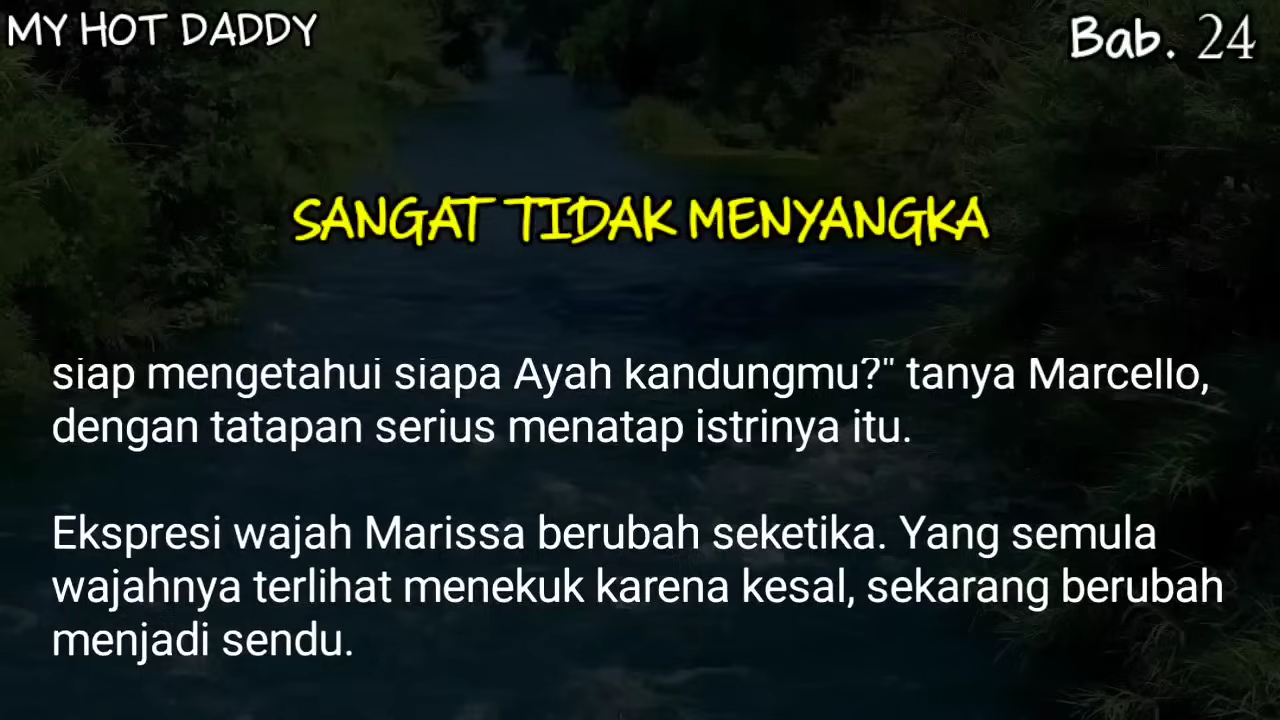 MY HOT DADDY
Bab. 24
SANGAT TIDAK MENYANGKA
siap mengetahui siapa Ayah kandungmu?" tanya Marcello,
dengan tatapan serius menatap istrinya itu.
Ekspresi wajah Marissa berubah seketika. Yang semula
wajahnya terlihat menekuk karena kesal, sekarang berubah
menjadi sendu.